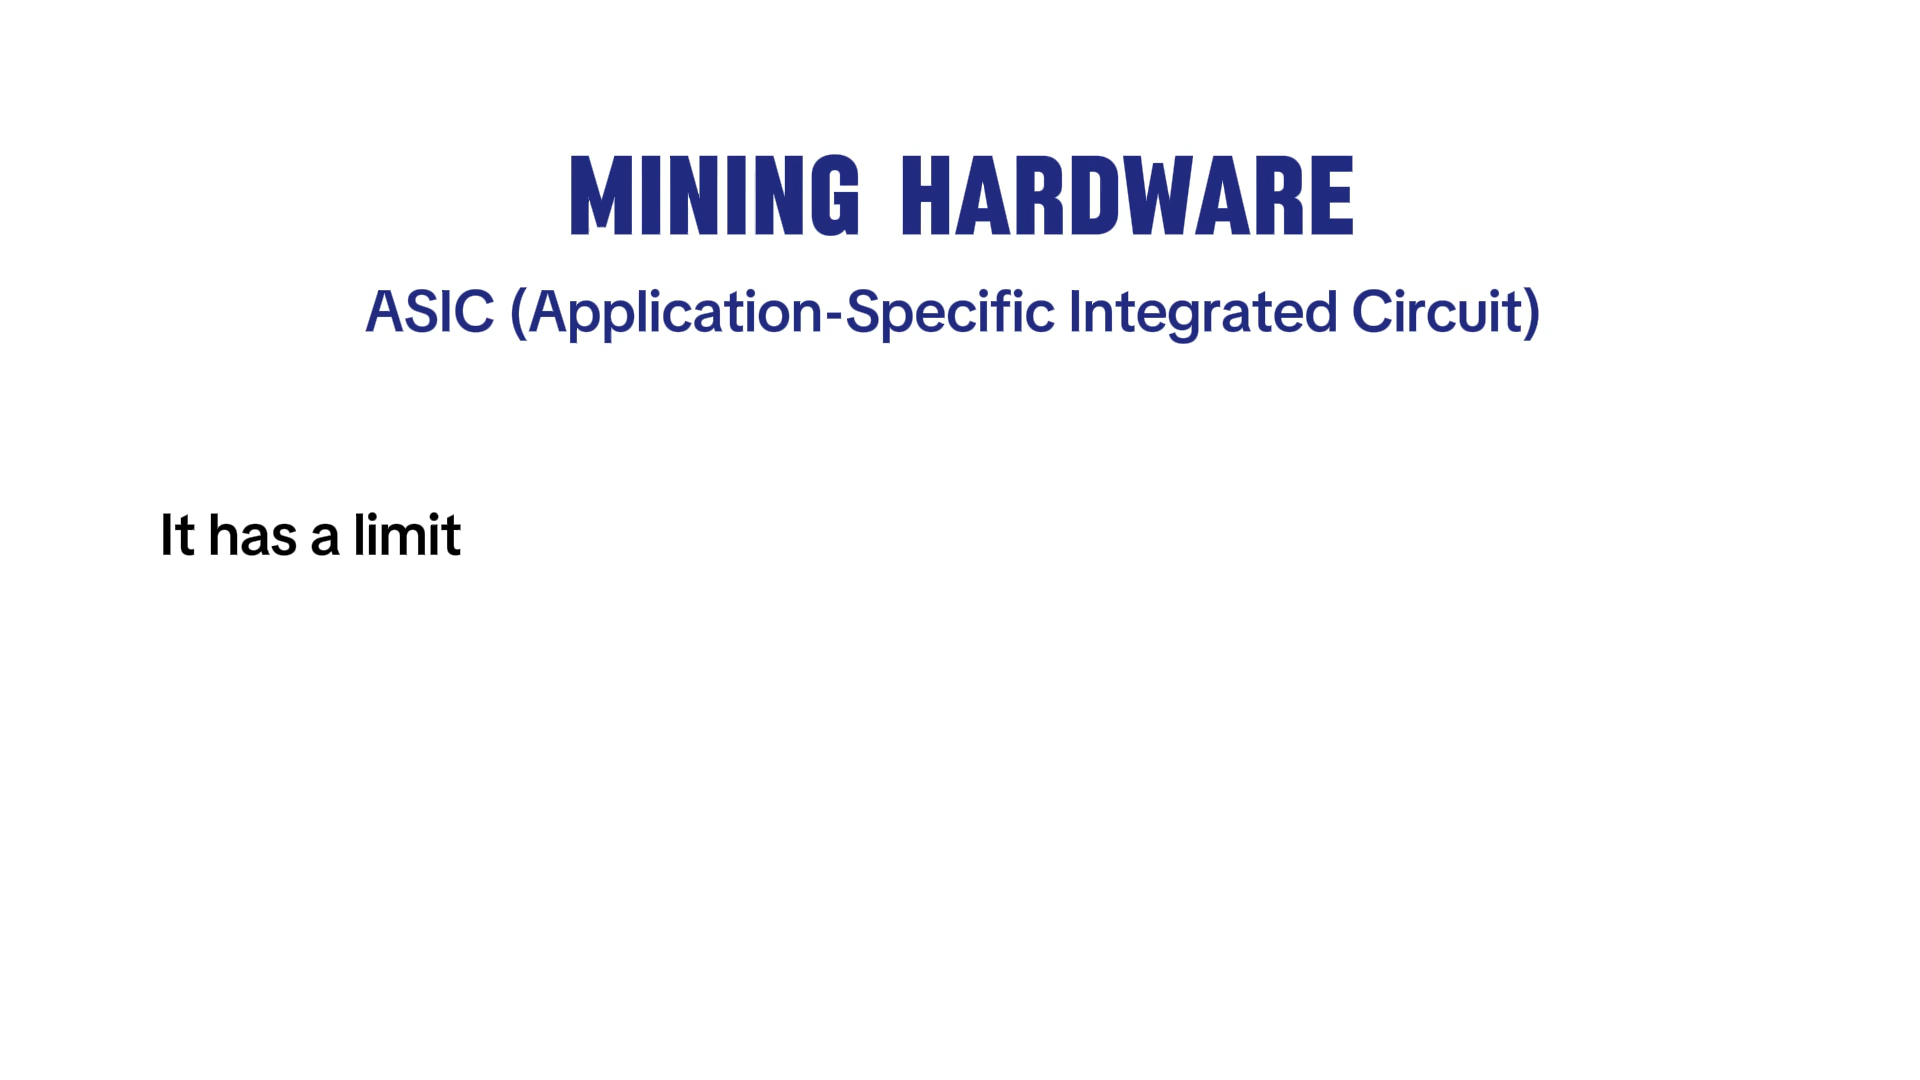 MINING HARDWARE
ASIC (Application-Specific Integrated Circuit)
It has a limit